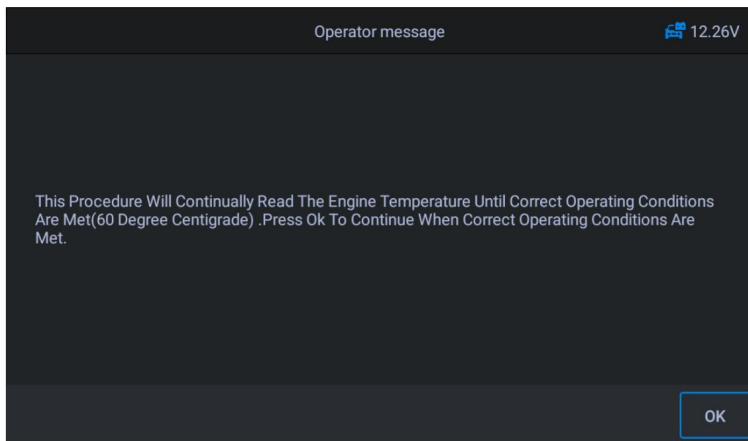 Operator message
12.26V
This Procedure Will Continually Read The Engine Temperature Until Correct Operating Conditions
Are Met(60 Degree Centigrade) .Press Ok To Continue When Correct Operating Conditions Are
Met.
OK